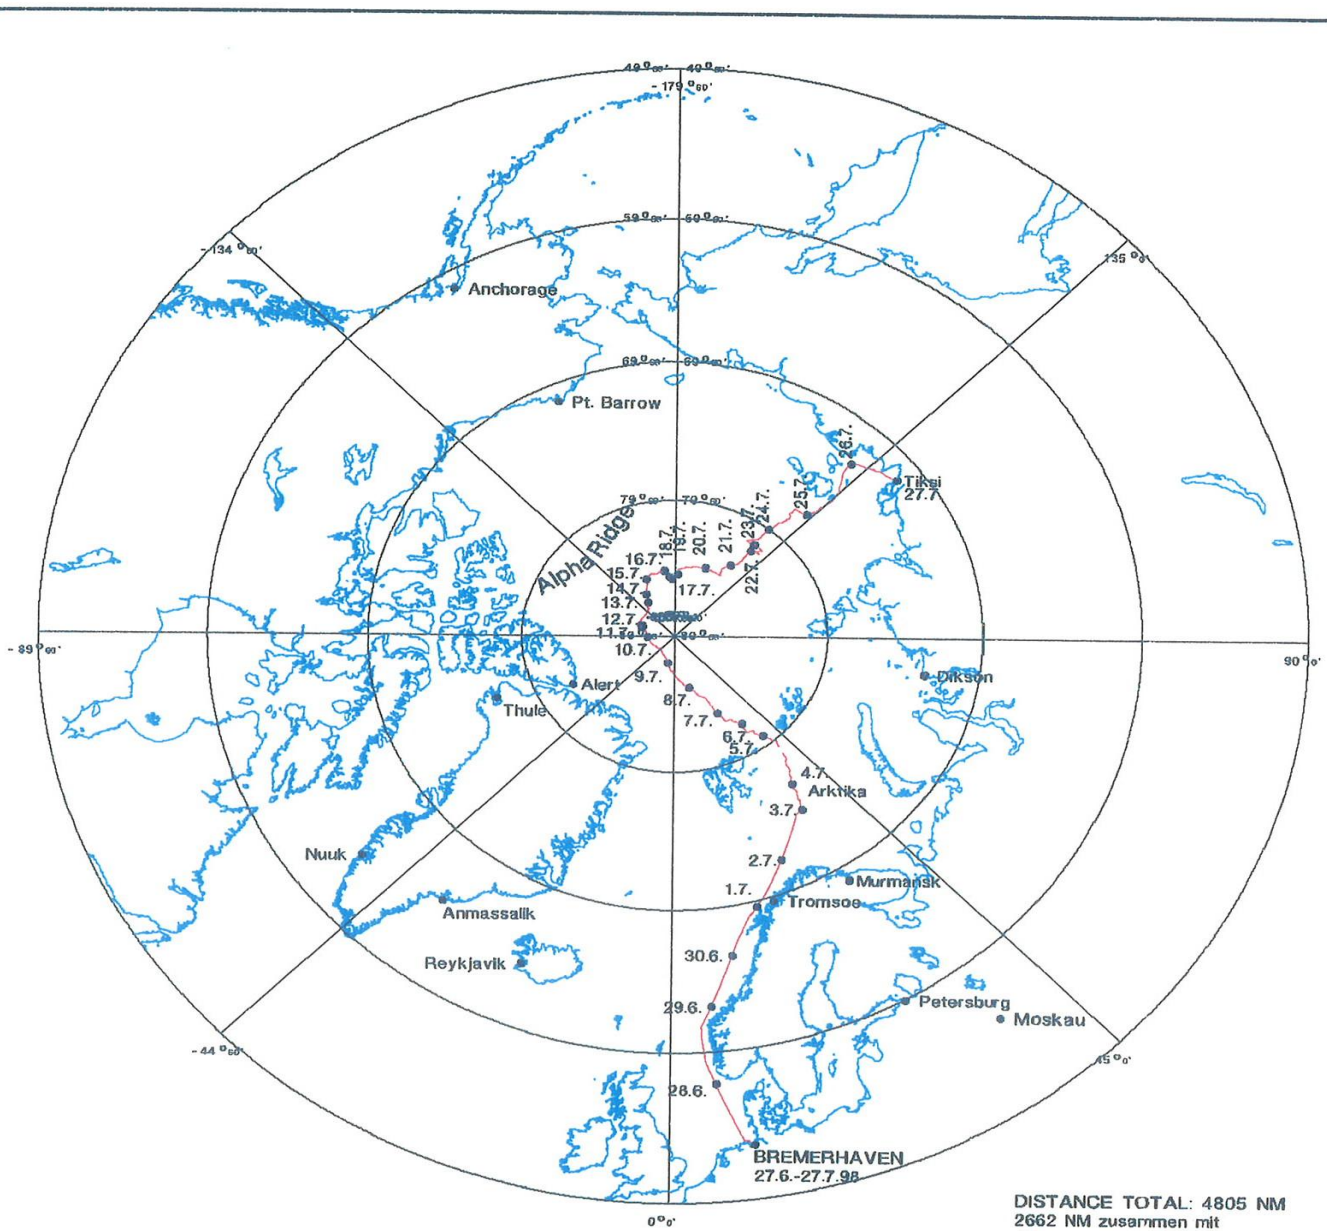 49°60' 49°60'
- 179°60'
59°60' 59°60'
- 134°60'
135°0'
Anchorage
69°60' 69°60'
Pt. Barrow
26.7.
Tiksi
27.7
79°60' 79°60'
25.7.
24.7.
23.7.
22.7.
21.7.
20.7.
19.7.
18.7.
Alpha Ridge
16.7.
15.7.
17.7.
14.7.
13.7.
12.7.
11.7.
10.7.
- 89°60'
90°0'
9.7.
Alert
Dikson
8.7.
Thule
7.7.
6.7.
5.7.
4.7.
Arktika
3.7.
Nuuk
2.7.
Murmansk
1.7.
Tromsoe
Anmassalik
30.6.
Reykjavik
29.6.
Petersburg
Moskau
- 44°60'
45°0'
28.6.
BREMERHAVEN
27.6.-27.7.98
DISTANCE TOTAL: 4805 NM
2662 NM zusammen mit
0°0'